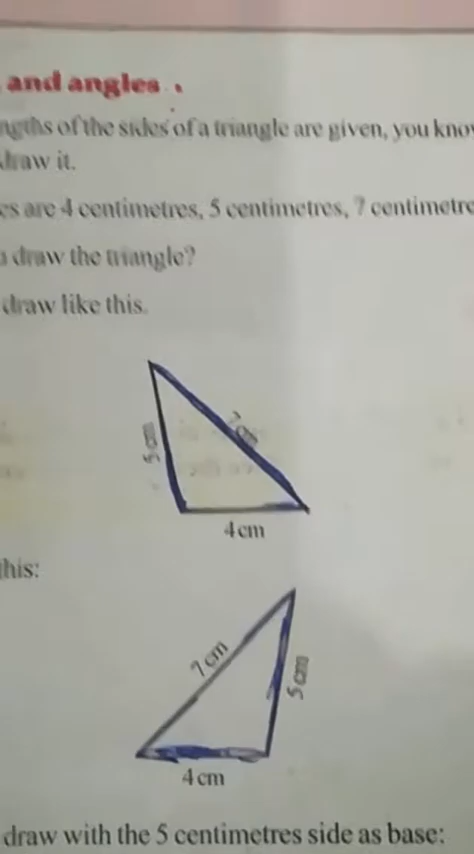 and angles
ngths of the sides of a triangle are given, you know
draw it.
es are 4 centimetres, 5 centimetres, 7 centimetre
draw the triangle?
draw like this.
5 cm
4 cm
this:
7 cm
5 cm
4 cm
draw with the 5 centimetres side as base: